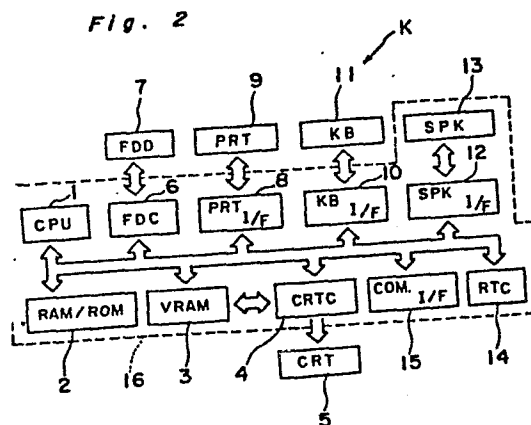 Fig. 2
K
7 9 11 13
FDD PRT KB SPK
1 6 8 10 12
CPU FDC PRT I/F KB I/F SPK I/F
RAM/ROM VRAM CRTC COM. I/F RTC
2 16 3 4 15 14
CRT
5